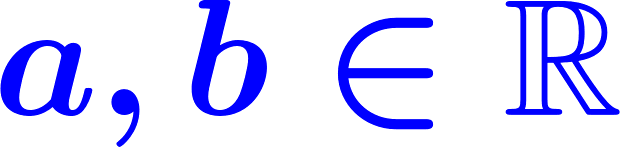 a, b ∈ ℝ